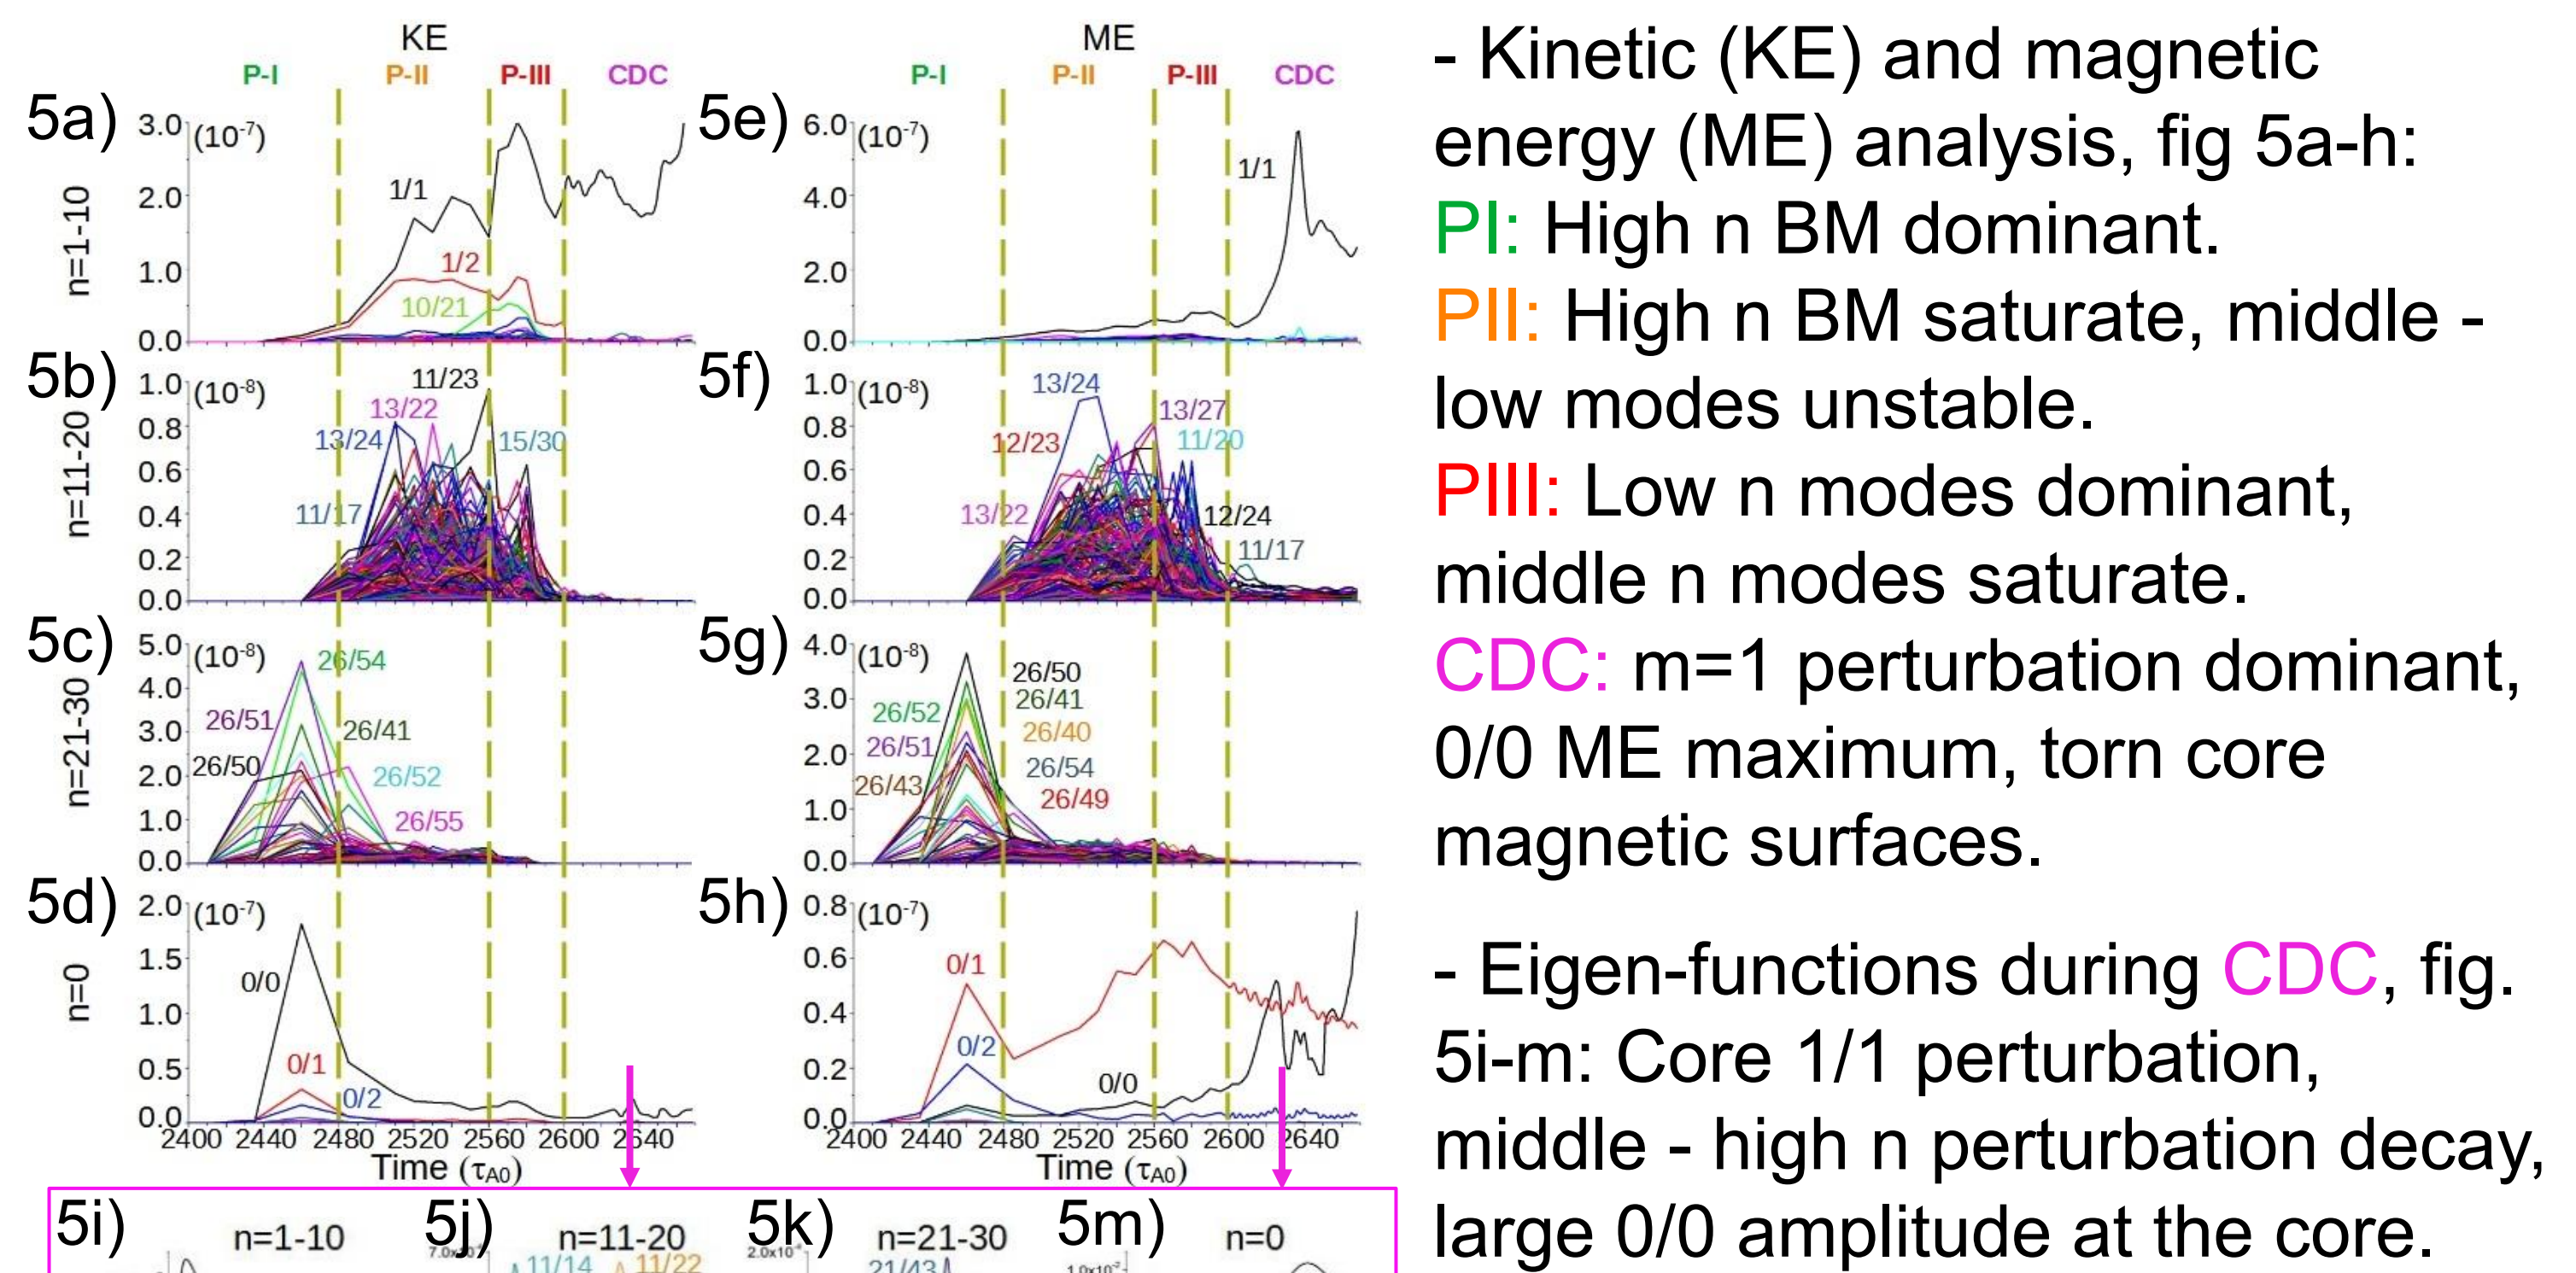 KE
P-I P-II P-III CDC
5a)
n=1-10
3.0
2.0
1.0
0.0
(10⁻⁷)
1/1
1/2
10/21
5b)
n=11-20
1.0
0.8
0.6
0.4
0.2
0.0
(10⁻⁸)
11/23
13/22
13/24
15/30
11/17
5c)
n=21-30
5.0
4.0
3.0
2.0
1.0
0.0
(10⁻⁸)
26/54
26/51
26/41
26/50
26/52
26/55
5d)
n=0
2.0
1.5
1.0
0.5
0.0
(10⁻⁷)
0/0
0/1
0/2
2400 2440 2480 2520 2560 2600 2640
Time (τA0)
ME
P-I P-II P-III CDC
5e)
6.0
4.0
2.0
0.0
(10⁻⁷)
1/1
5f)
1.0
0.8
0.6
0.4
0.2
0.0
(10⁻⁸)
13/24
13/27
12/23
11/20
13/22
12/24
11/17
5g)
4.0
3.0
2.0
1.0
0.0
(10⁻⁸)
26/50
26/41
26/52
26/40
26/51
26/54
26/43
26/49
5h)
0.8
0.6
0.4
0.2
0.0
(10⁻⁷)
0/1
0/2
0/0
2400 2440 2480 2520 2560 2600 2640
Time (τA0)
5i) n=1-10
5j) n=11-20
11/14 11/22
5k) n=21-30
2.0x10⁻⁴
21/43
5m) n=0
- Kinetic (KE) and magnetic
energy (ME) analysis, fig 5a-h:
PI: High n BM dominant.
PII: High n BM saturate, middle -
low modes unstable.
PIII: Low n modes dominant,
middle n modes saturate.
CDC: m=1 perturbation dominant,
0/0 ME maximum, torn core
magnetic surfaces.
- Eigen-functions during CDC, fig.
5i-m: Core 1/1 perturbation,
middle - high n perturbation decay,
large 0/0 amplitude at the core.